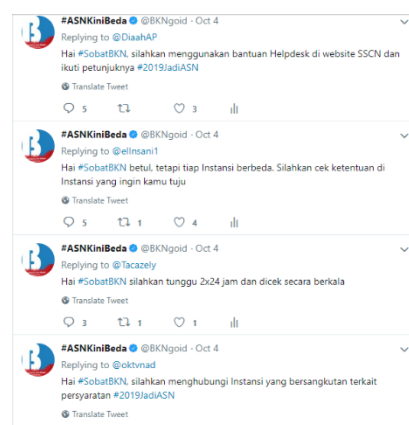 #ASNKiniBeda @BKNgoid · Oct 4
Replying to @DiaahAP
Hai #SobatBKN, silahkan menggunakan bantuan Helpdesk di website SSCN dan
ikuti petunjuknya #2019JadiASN
Translate Tweet
5 3
#ASNKiniBeda @BKNgoid · Oct 4
Replying to @ellnsani1
Hai #SobatBKN betul, tetapi tiap Instansi berbeda. Silahkan cek ketentuan di
Instansi yang ingin kamu tuju
Translate Tweet
5 1 4
#ASNKiniBeda @BKNgoid · Oct 4
Replying to @Tacazely
Hai #SobatBKN silahkan tunggu 2x24 jam dan dicek secara berkala
Translate Tweet
3 1 1
#ASNKiniBeda @BKNgoid · Oct 4
Replying to @oktvnad
Hai #SobatBKN, silahkan menghubungi Instansi yang bersangkutan terkait
persyaratan #2019JadiASN
Translate Tweet